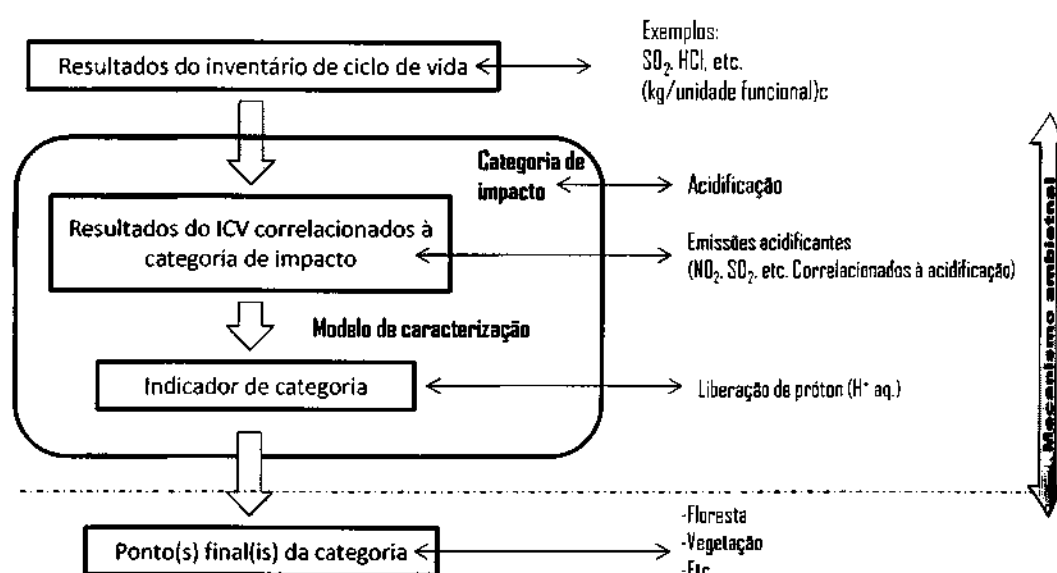 Exemplos:
Resultados do inventário de ciclo de vida
SO₂, HCl, etc.
(kg/unidade funcional)c
Categoria de
impacto
Acidificação
Resultados do ICV correlacionados à
categoria de impacto
Emissões acidificantes
(NO₂, SO₂, etc. Correlacionados à acidificação)
Modelo de caracterização
Indicador de categoria
Liberação de próton (H⁺ aq.)
Mecanismo ambietnal
Ponto(s) final(is) da categoria
-Floresta
-Vegetação
-Etc